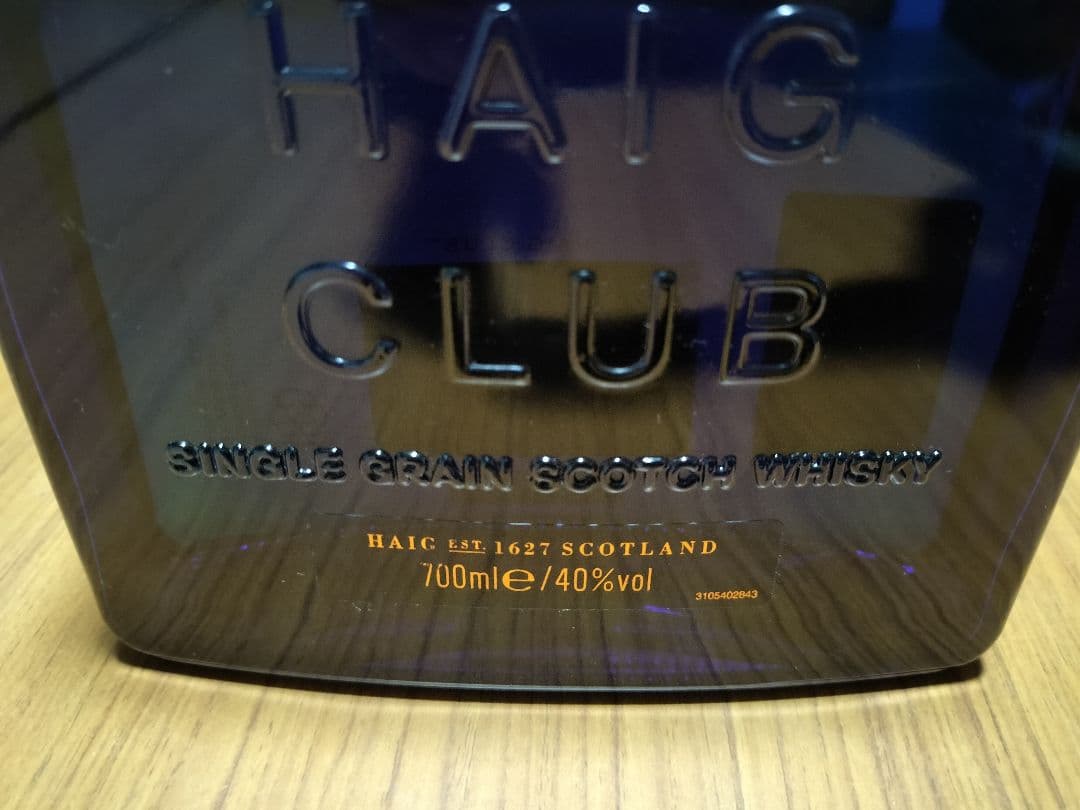 HAIG
CLUB
SINGLE GRAIN SCOTCH WHISKY
HAIG EST. 1627 SCOTLAND
700ml℮/40%vol
3105402843